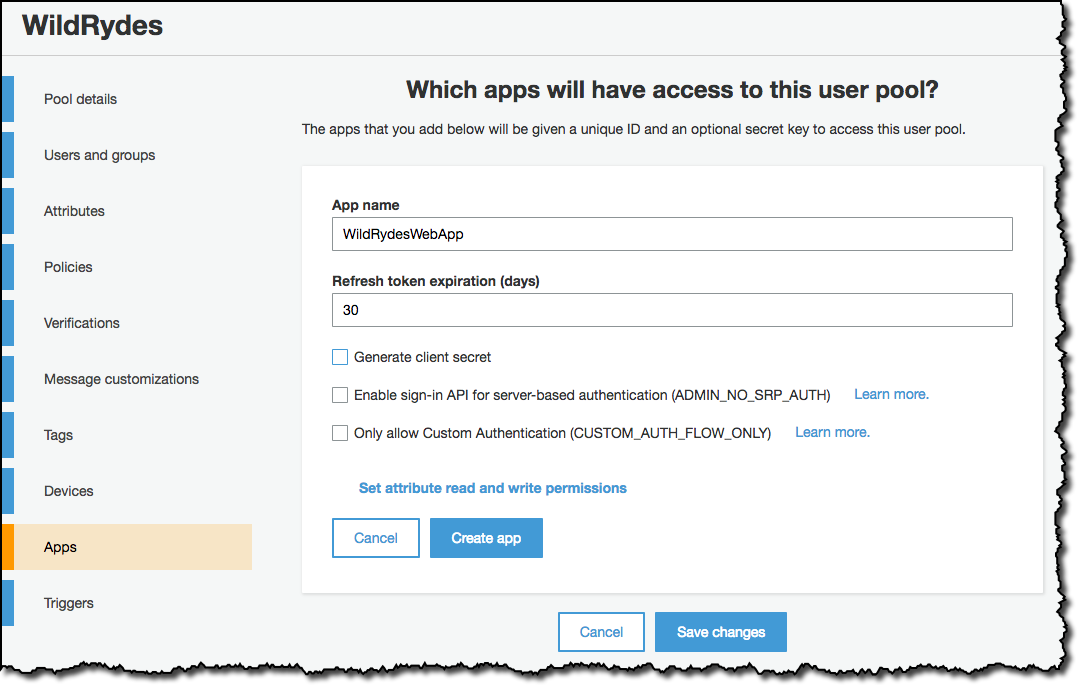 WildRydes
Pool details
Users and groups
Attributes
Policies
Verifications
Message customizations
Tags
Devices
Apps
Triggers
Which apps will have access to this user pool?
The apps that you add below will be given a unique ID and an optional secret key to access this user pool.
App name
WildRydesWebApp
Refresh token expiration (days)
30
Generate client secret
Enable sign-in API for server-based authentication (ADMIN_NO_SRP_AUTH) Learn more.
Only allow Custom Authentication (CUSTOM_AUTH_FLOW_ONLY) Learn more.
Set attribute read and write permissions
Cancel Create app
Cancel Save changes